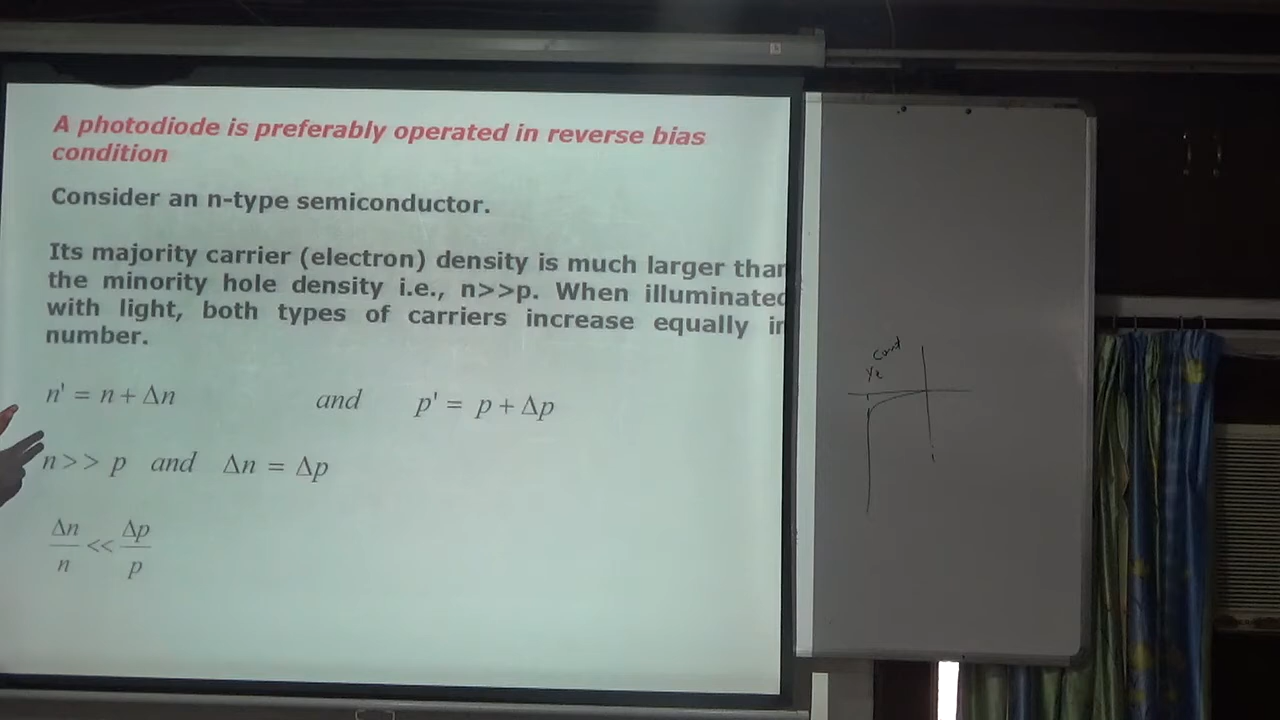 A photodiode is preferably operated in reverse bias
condition
Consider an n-type semiconductor.
Its majority carrier (electron) density is much larger than
the minority hole density i.e., n>>p. When illuminated
with light, both types of carriers increase equally in
number.
n' = n + Δn and p' = p + Δp
n >> p and Δn = Δp
Δn/n << Δp/p